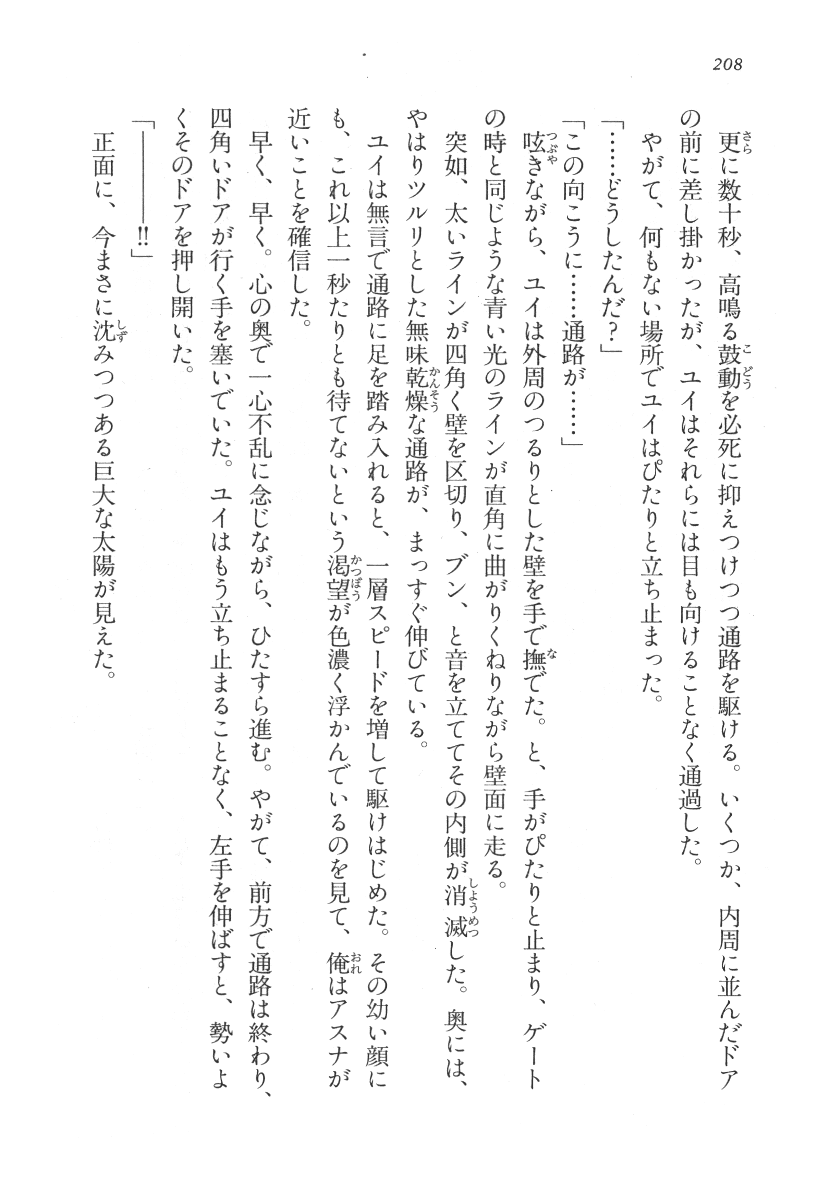 208
更に数十秒、高鳴る鼓動を必死に抑えつけつつ通路を駆ける。いくつか、内周に並んだドア
の前に差し掛かったが、ユイはそれらには目も向けることなく通過した。
やがて、何もない場所でユイはぴたりと立ち止まった。
「……どうしたんだ？」
「この向こうに……通路が……」
呟きながら、ユイは外周のつるりとした壁を手で撫でた。と、手がぴたりと止まり、ゲート
の時と同じような青い光のラインが直角に曲がりくねりながら壁面に走る。
突如、太いラインが四角く壁を区切り、ブン、と音を立ててその内側が消滅した。奥には、
やはりツルリとした無味乾燥な通路が、まっすぐ伸びている。
ユイは無言で通路に足を踏み入れると、一層スピードを増して駆けはじめた。その幼い顔に
も、これ以上一秒たりとも待てないという渇望が色濃く浮かんでいるのを見て、俺はアスナが
近いことを確信した。
早く、早く。心の奥で一心不乱に念じながら、ひたすら進む。やがて、前方で通路は終わり、
四角いドアが行く手を塞いでいた。ユイはもう立ち止まることなく、左手を伸ばすと、勢いよ
くそのドアを押し開いた。
「————!!」
正面に、今まさに沈みつつある巨大な太陽が見えた。